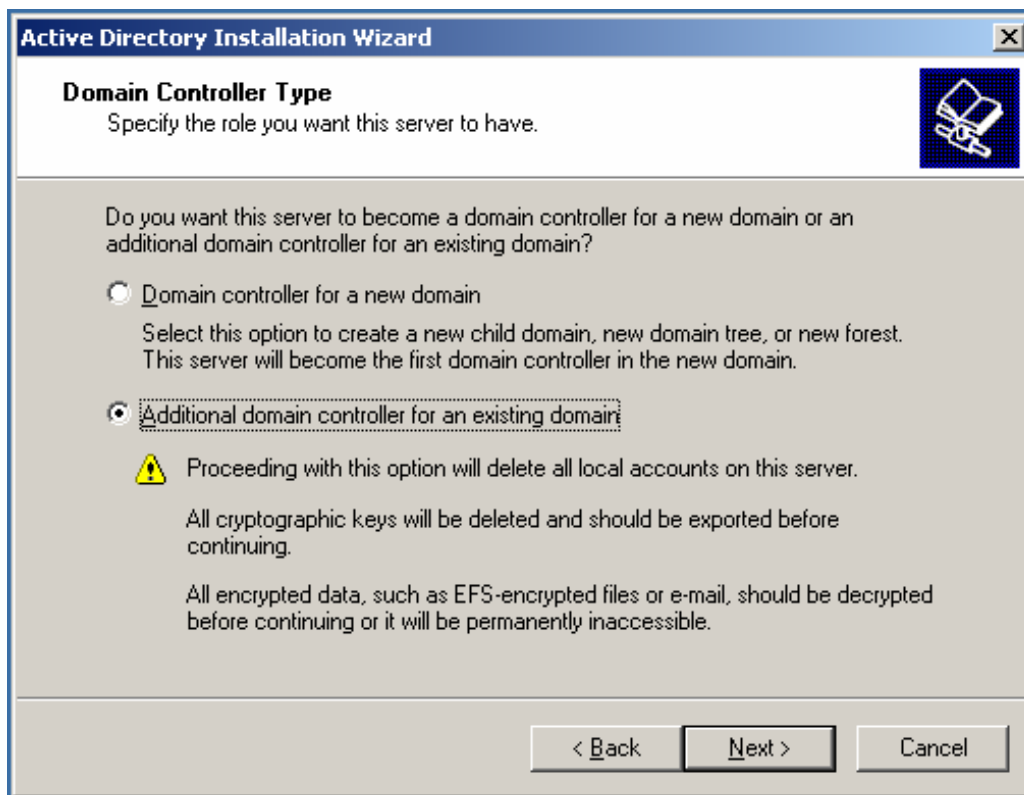 Active Directory Installation Wizard
Domain Controller Type
Specify the role you want this server to have.
Do you want this server to become a domain controller for a new domain or an
additional domain controller for an existing domain?
Domain controller for a new domain
Select this option to create a new child domain, new domain tree, or new forest.
This server will become the first domain controller in the new domain.
Additional domain controller for an existing domain
Proceeding with this option will delete all local accounts on this server.
All cryptographic keys will be deleted and should be exported before
continuing.
All encrypted data, such as EFS-encrypted files or e-mail, should be decrypted
before continuing or it will be permanently inaccessible.
< Back Next > Cancel